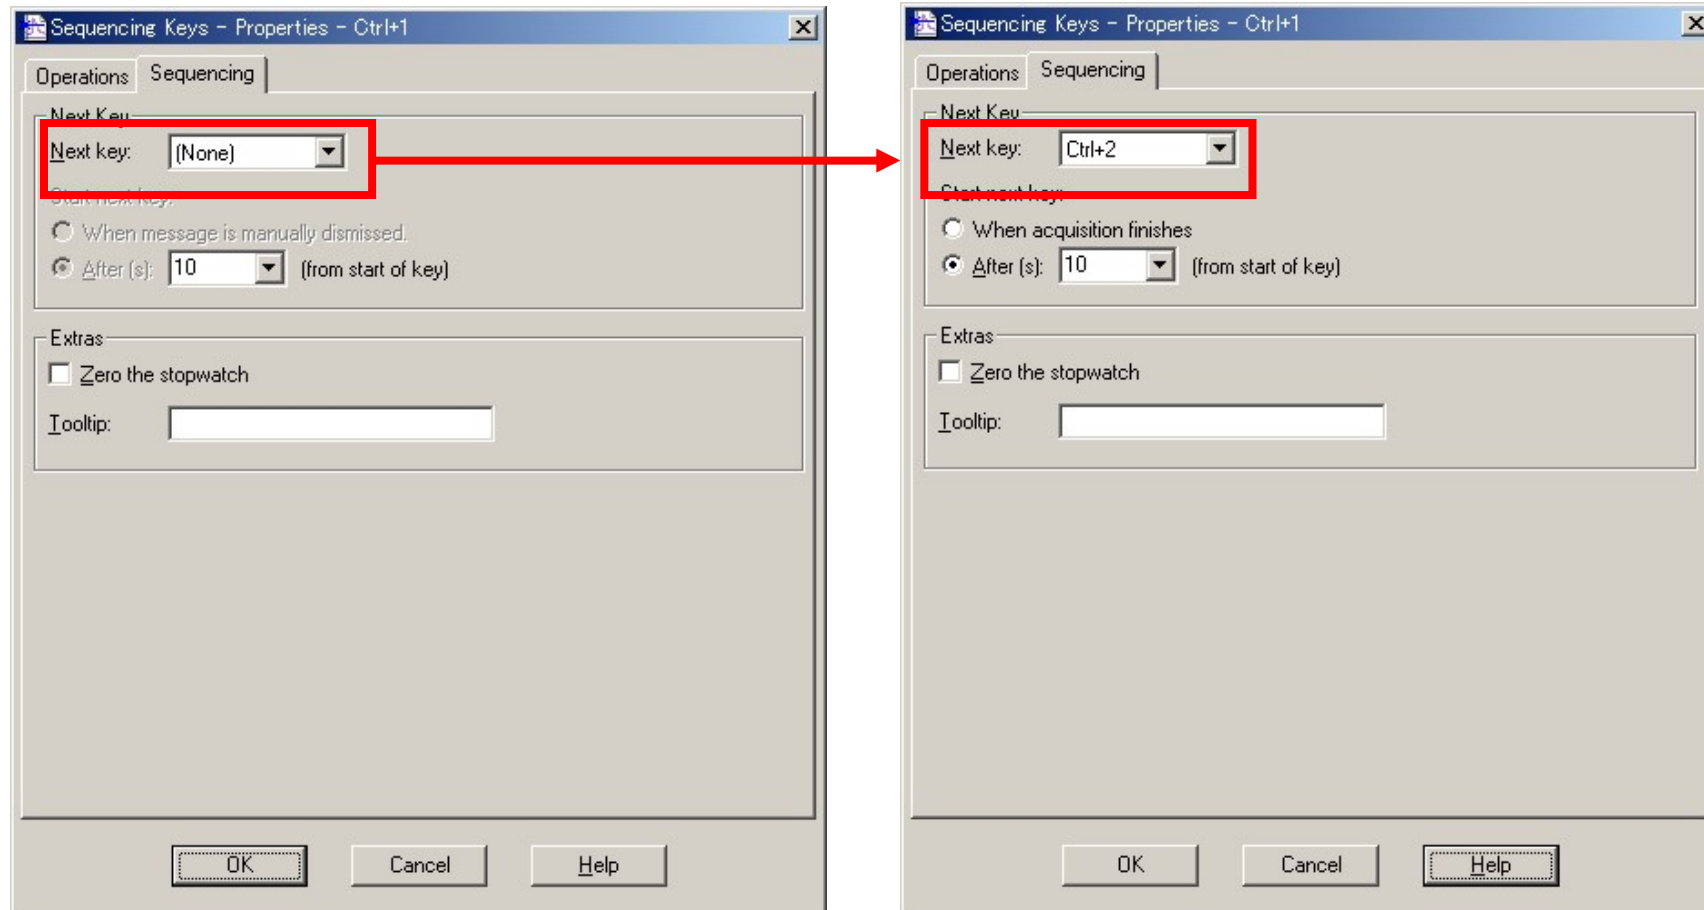 Sequencing Keys - Properties - Ctrl+1
Operations
Sequencing
Next Key
Next key:
(None)
Start next key:
When message is manually dismissed.
After (s):
10
(from start of key)
Extras
Zero the stopwatch
Tooltip:
OK
Cancel
Help
Sequencing Keys - Properties - Ctrl+1
Operations
Sequencing
Next Key
Next key:
Ctrl+2
Start next key:
When acquisition finishes
After (s):
10
(from start of key)
Extras
Zero the stopwatch
Tooltip:
OK
Cancel
Help